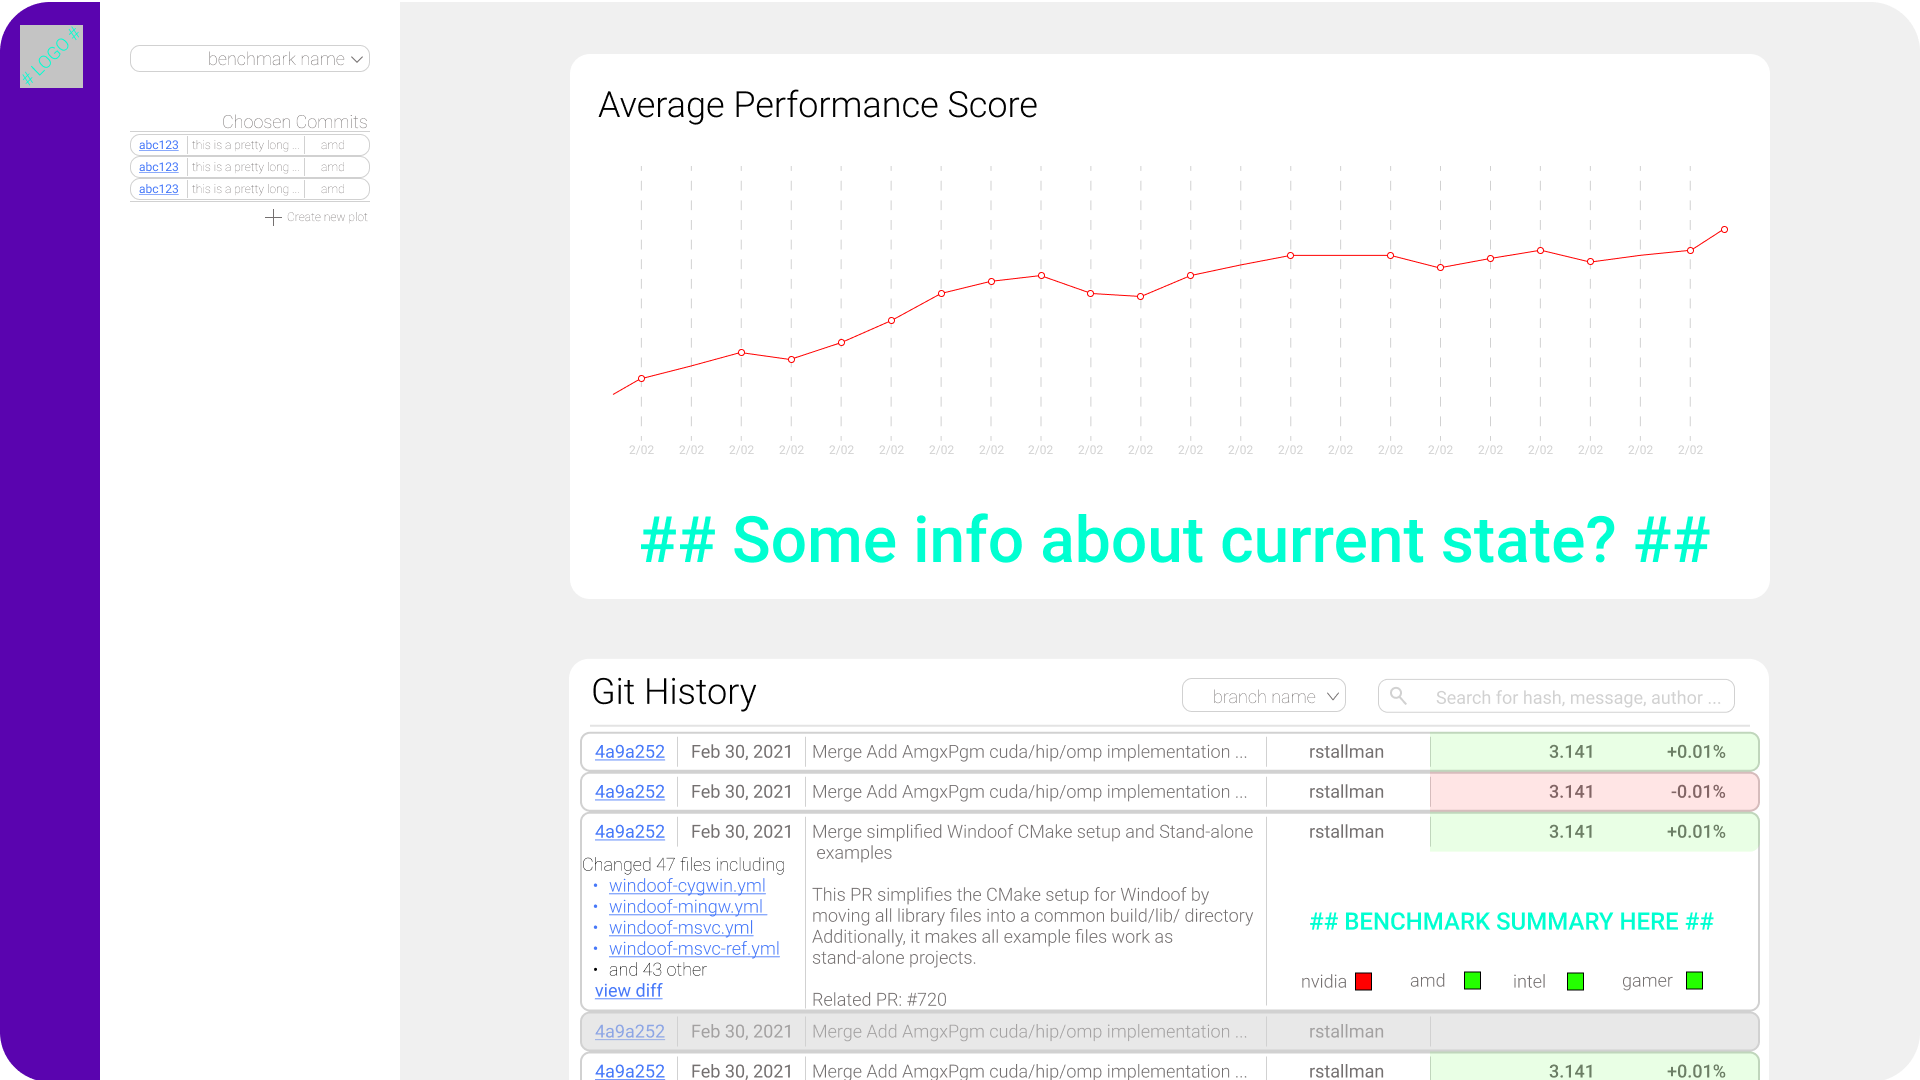 # LOGO #
benchmark name
Choosen Commits
abc123 this is a pretty long ... amd
abc123 this is a pretty long ... amd
abc123 this is a pretty long ... amd
Create new plot
Average Performance Score
2/02 2/02 2/02 2/02 2/02 2/02 2/02 2/02 2/02 2/02 2/02 2/02 2/02 2/02 2/02 2/02 2/02 2/02 2/02 2/02 2/02 2/02
## Some info about current state? ##
Git History
branch name
Search for hash, message, author ...
4a9a252 Feb 30, 2021 Merge Add AmgxPgm cuda/hip/omp implementation ... rstallman 3.141 +0.01%
4a9a252 Feb 30, 2021 Merge Add AmgxPgm cuda/hip/omp implementation ... rstallman 3.141 -0.01%
4a9a252 Feb 30, 2021 Merge simplified Windoof CMake setup and Stand-alone rstallman 3.141 +0.01%
examples
Changed 47 files including
• windoof-cygwin.yml
• windoof-mingw.yml
• windoof-msvc.yml
• windoof-msvc-ref.yml
• and 43 other
view diff
This PR simplifies the CMake setup for Windoof by
moving all library files into a common build/lib/ directory
Additionally, it makes all example files work as
stand-alone projects.
Related PR: #720
## BENCHMARK SUMMARY HERE ##
nvidia amd intel gamer
4a9a252 Feb 30, 2021 Merge Add AmgxPgm cuda/hip/omp implementation ... rstallman
4a9a252 Feb 30, 2021 Merge Add AmgxPgm cuda/hip/omp implementation ... rstallman 3.141 +0.01%